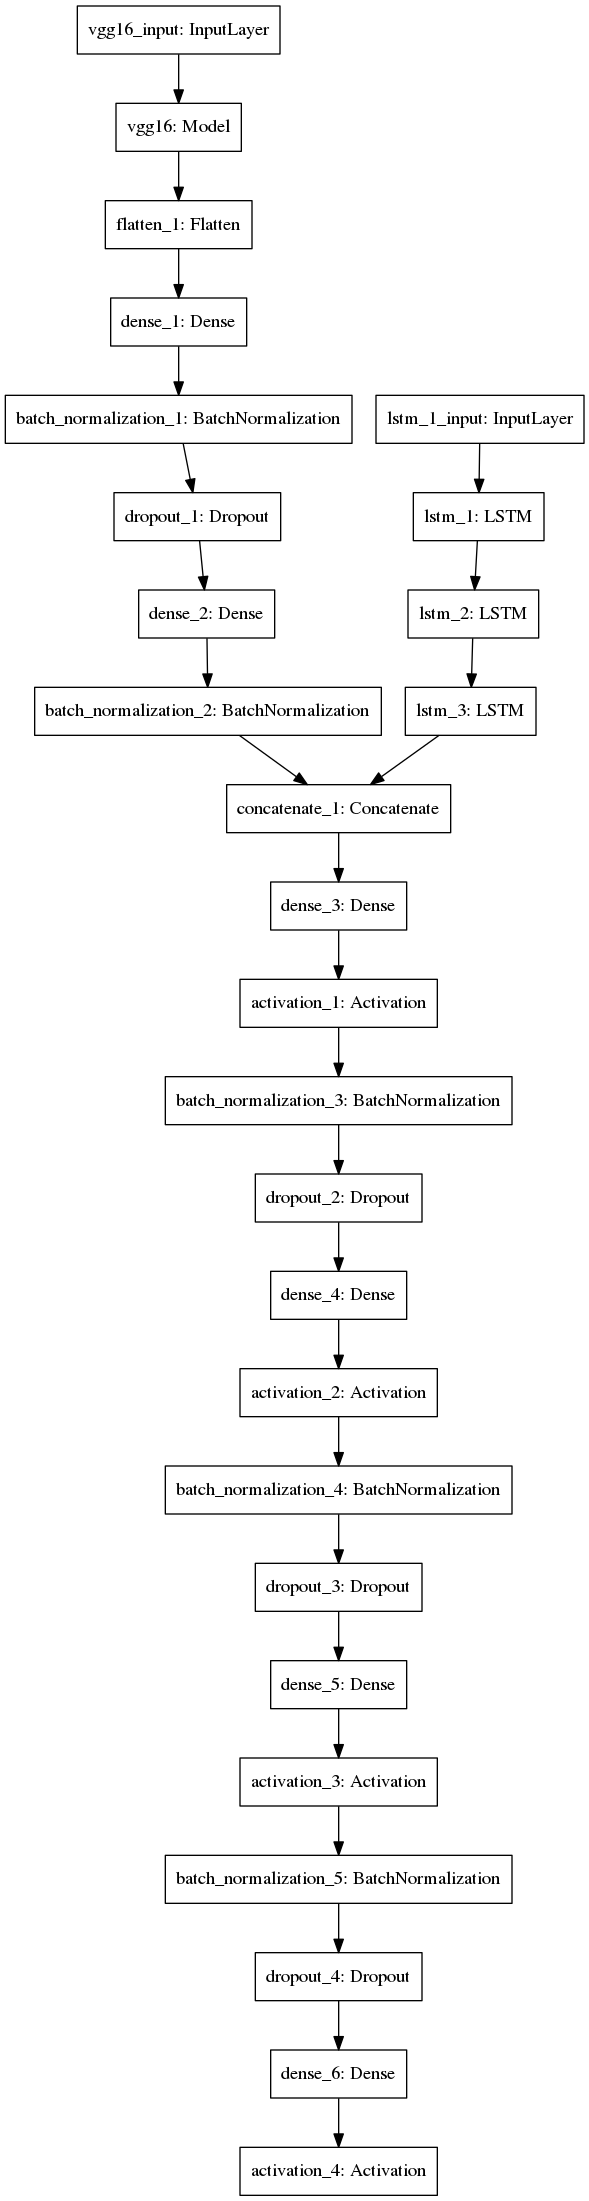 vgg16_input: InputLayer
vgg16: Model
flatten_1: Flatten
dense_1: Dense
batch_normalization_1: BatchNormalization
lstm_1_input: InputLayer
dropout_1: Dropout
lstm_1: LSTM
dense_2: Dense
lstm_2: LSTM
batch_normalization_2: BatchNormalization
lstm_3: LSTM
concatenate_1: Concatenate
dense_3: Dense
activation_1: Activation
batch_normalization_3: BatchNormalization
dropout_2: Dropout
dense_4: Dense
activation_2: Activation
batch_normalization_4: BatchNormalization
dropout_3: Dropout
dense_5: Dense
activation_3: Activation
batch_normalization_5: BatchNormalization
dropout_4: Dropout
dense_6: Dense
activation_4: Activation